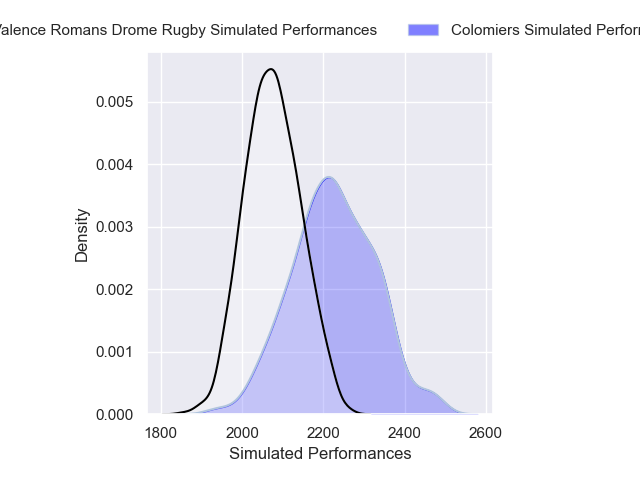 Valence Romans Drome Rugby Simulated Performances
Colomiers Simulated
0.005
0.004
0.003
0.002
0.001
0.000
Density
1800 2000 2200 2400 2600
Simulated Performances